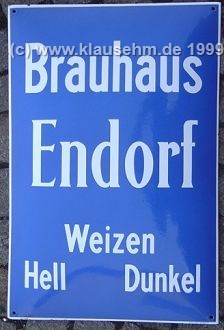 (c) www.klausehm.de 1999
Brauhaus
Endorf
Weizen
Hell Dunkel